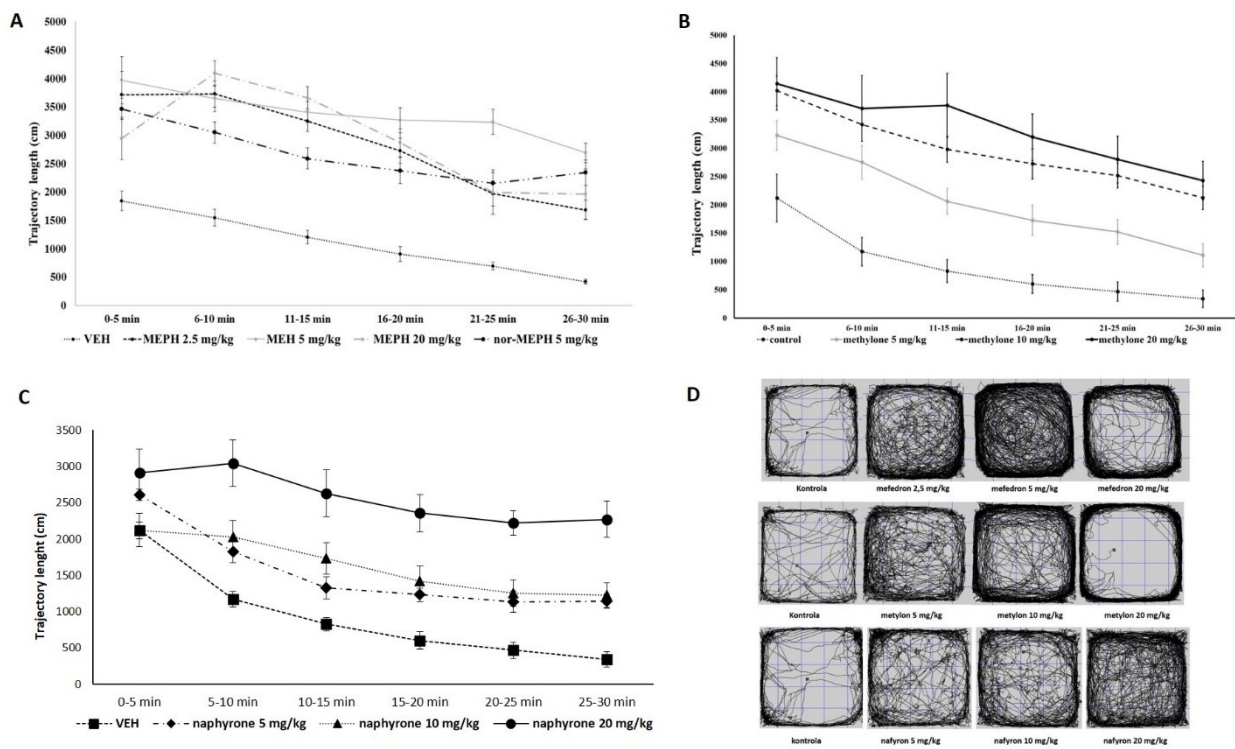 A
Trajectory length (cm)
5000
4500
4000
3500
3000
2500
2000
1500
1000
500
0
0-5 min 6-10 min 11-15 min 16-20 min 21-25 min 26-30 min
VEH MEPH 2.5 mg/kg MEH 5 mg/kg MEPH 20 mg/kg nor-MEPH 5 mg/kg
B
Trajectory length (cm)
5000
4500
4000
3500
3000
2500
2000
1500
1000
500
0
0-5 min 6-10 min 11-15 min 16-20 min 21-25 min 26-30 min
control methylone 5 mg/kg methylone 10 mg/kg methylone 20 mg/kg
C
Trajectory lenght (cm)
3500
3000
2500
2000
1500
1000
500
0
0-5 min 5-10 min 10-15 min 15-20 min 20-25 min 25-30 min
VEH naphyrone 5 mg/kg naphyrone 10 mg/kg naphyrone 20 mg/kg
D
Kontrola mefedron 2,5 mg/kg mefedron 5 mg/kg mefedron 20 mg/kg
Kontrola metylon 5 mg/kg metylon 10 mg/kg metylon 20 mg/kg
kontrola nafyron 5 mg/kg nafyron 10 mg/kg nafyron 20 mg/kg